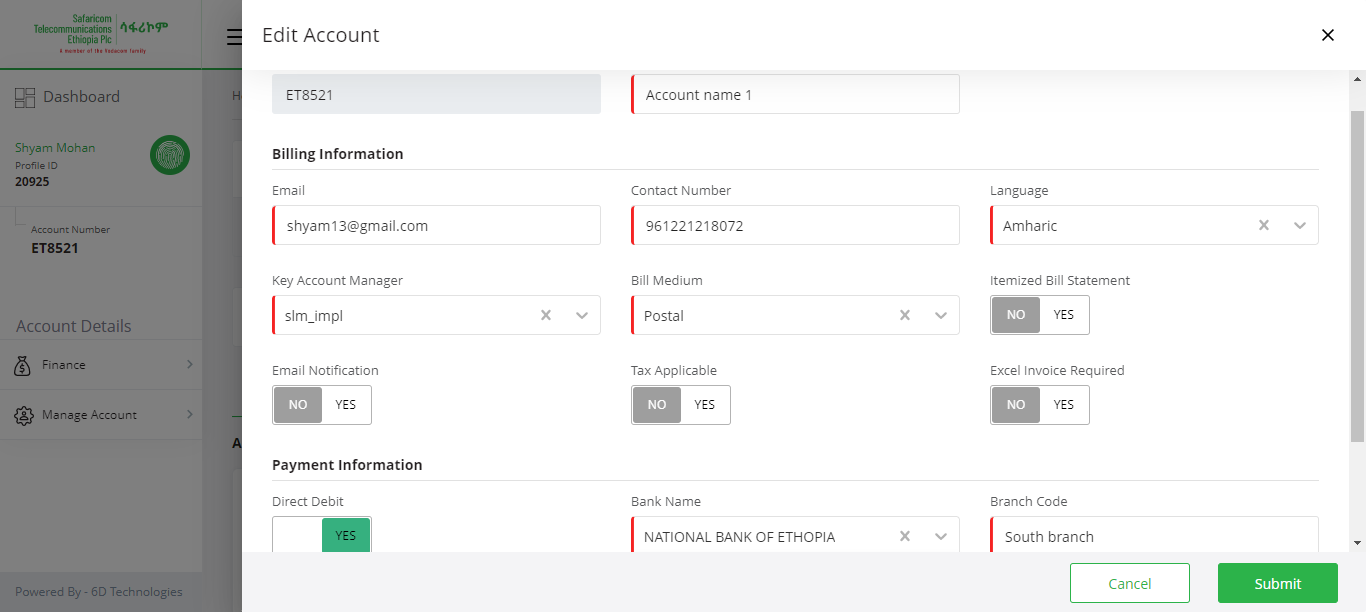 Safaricom
Telecommunications
Ethiopia Plc
ሳፋሪኮም
A member of the Vodacom family
Dashboard
Shyam Mohan
Profile ID
20925
Account Number
ET8521
Account Details
Finance
Manage Account
Powered By - 6D Technologies
Edit Account
ET8521
Account name 1
Billing Information
Email
Contact Number
Language
shyam13@gmail.com
961221218072
Amharic
Key Account Manager
Bill Medium
Itemized Bill Statement
slm_impl
Postal
NO YES
Email Notification
Tax Applicable
Excel Invoice Required
NO YES
NO YES
NO YES
Payment Information
Direct Debit
Bank Name
Branch Code
YES
NATIONAL BANK OF ETHOPIA
South branch
Cancel
Submit